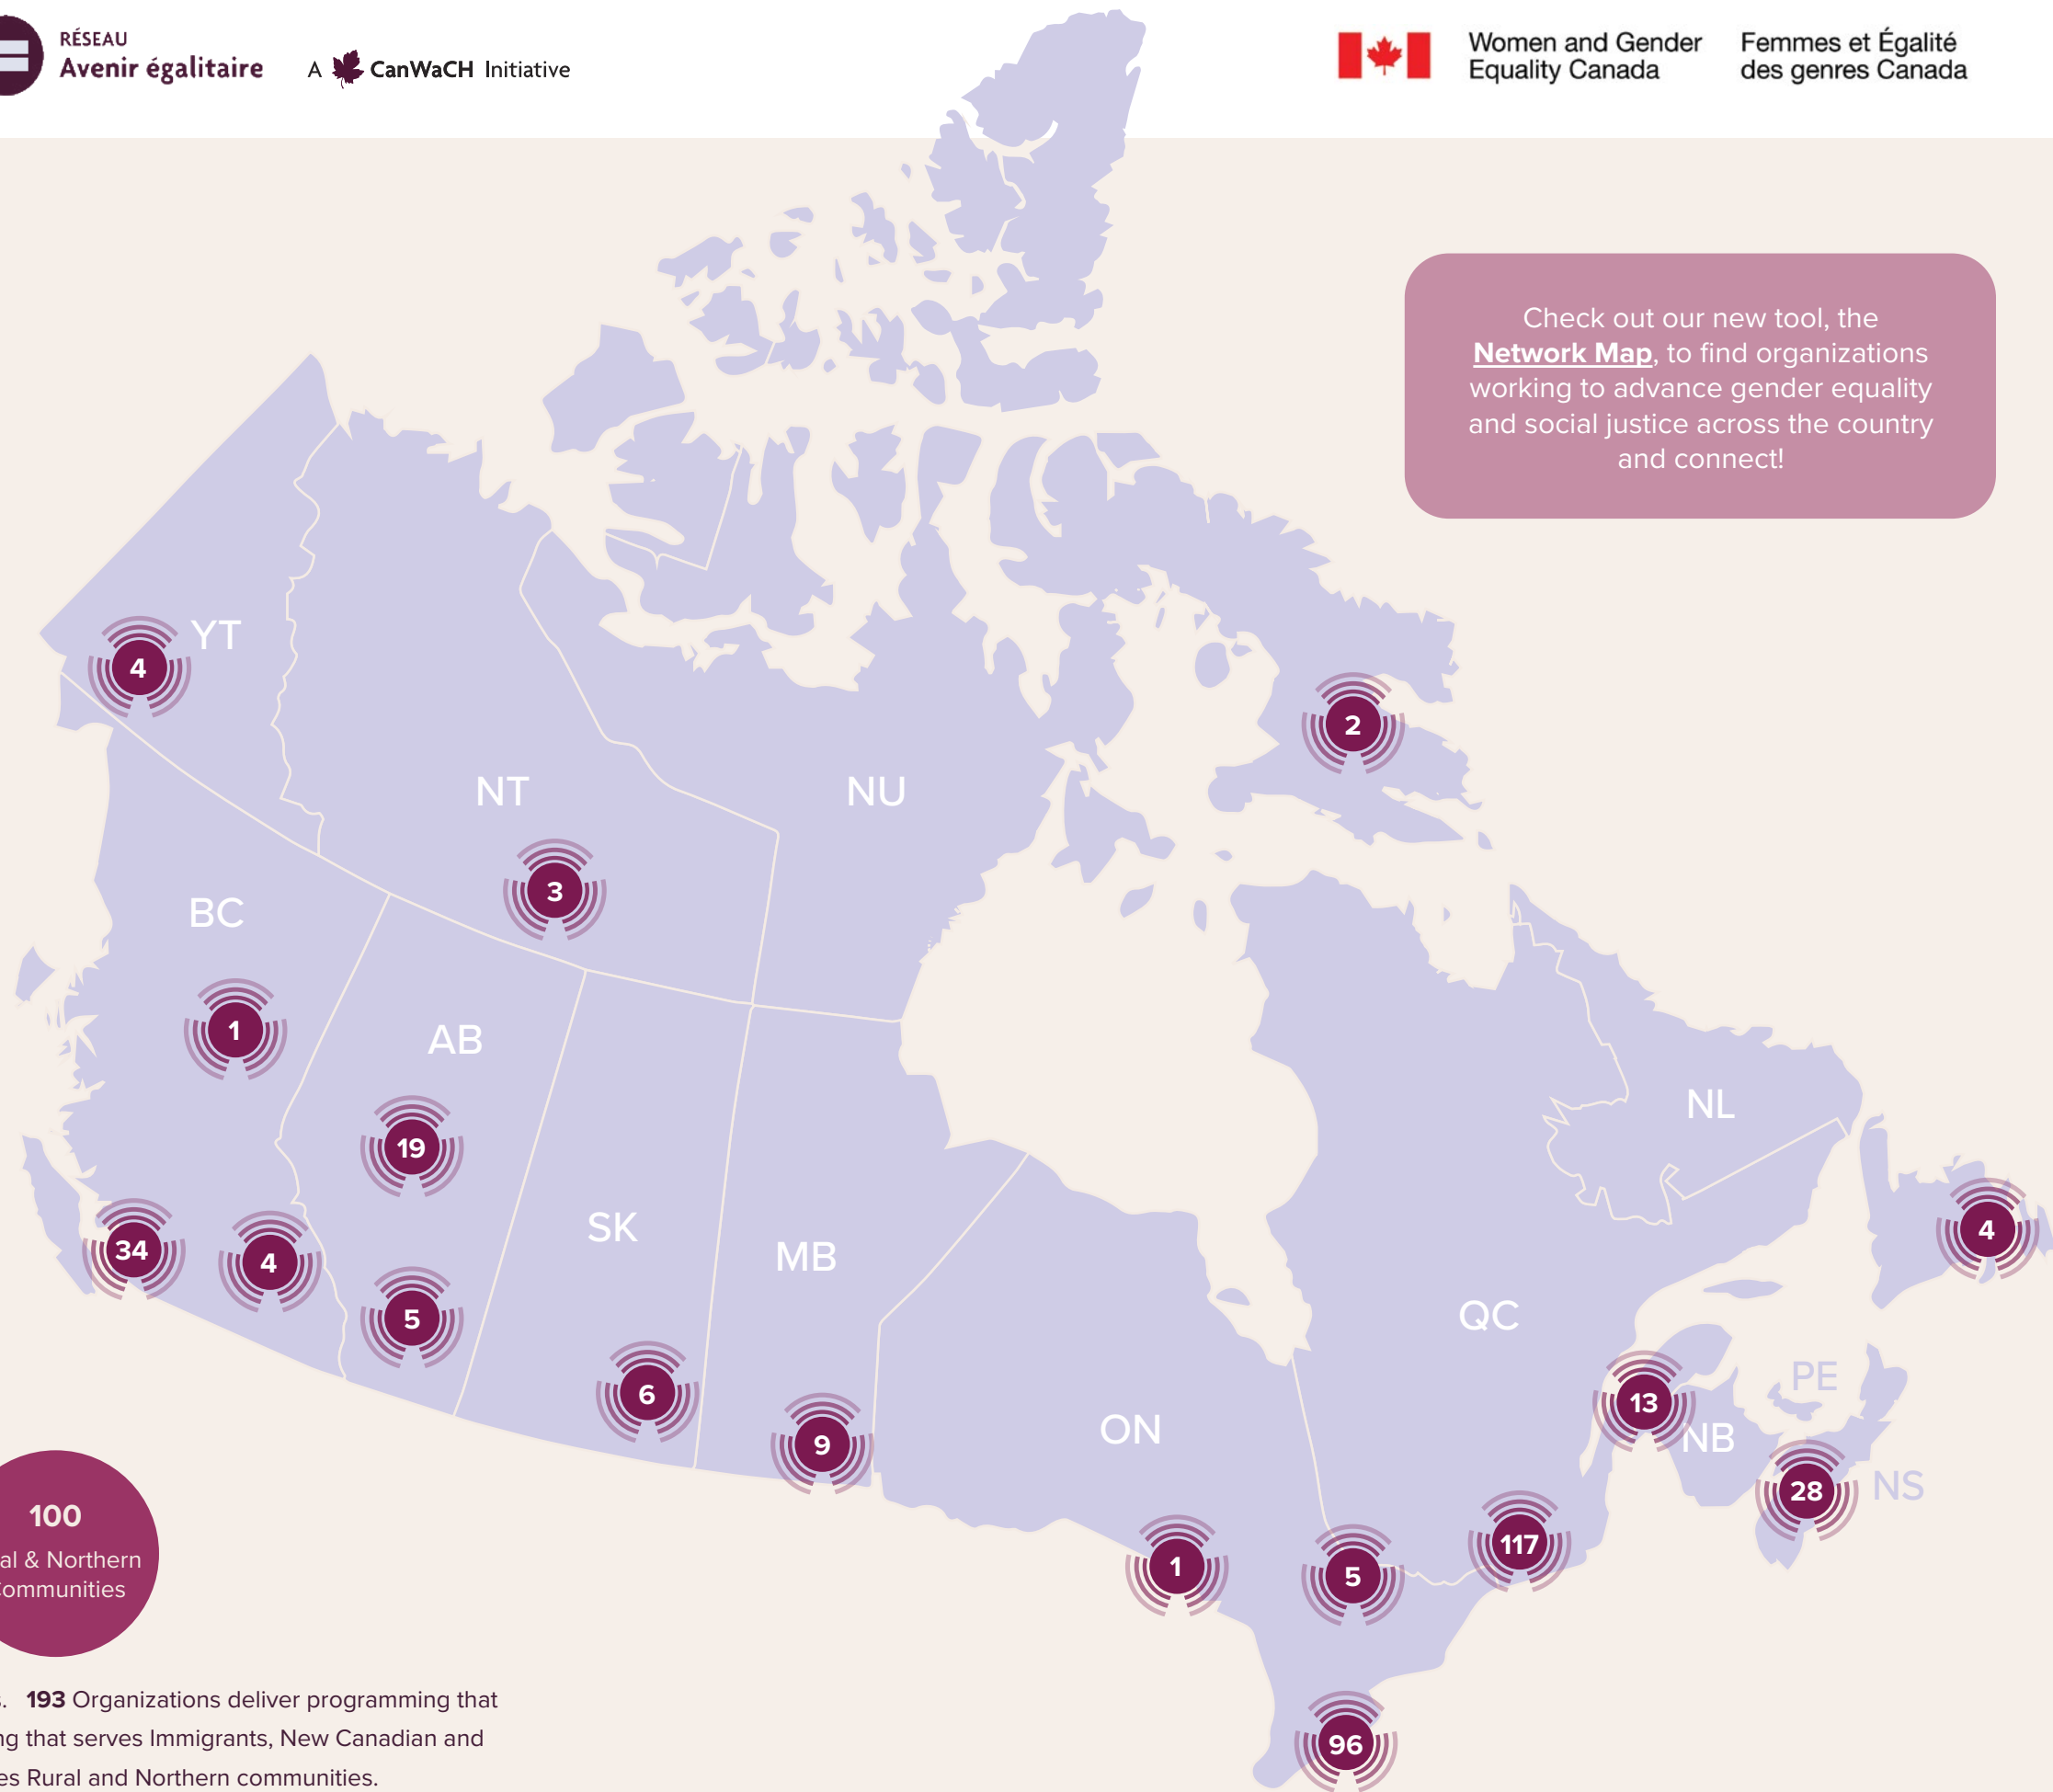 RÉSEAU
Avenir égalitaire
A CanWaCH Initiative
Women and Gender
Equality Canada
Femmes et Égalité
des genres Canada
Check out our new tool, the
Network Map, to find organizations
working to advance gender equality
and social justice across the country
and connect!
YT
4
2
NT
NU
3
BC
1
AB
19
NL
34
4
SK
MB
4
5
QC
6
13
PE
NB
9
ON
28
NS
1
5
117
100
& Northern
96
193 Organizations deliver programming that
that serves Immigrants, New Canadian and
Rural and Northern communities.